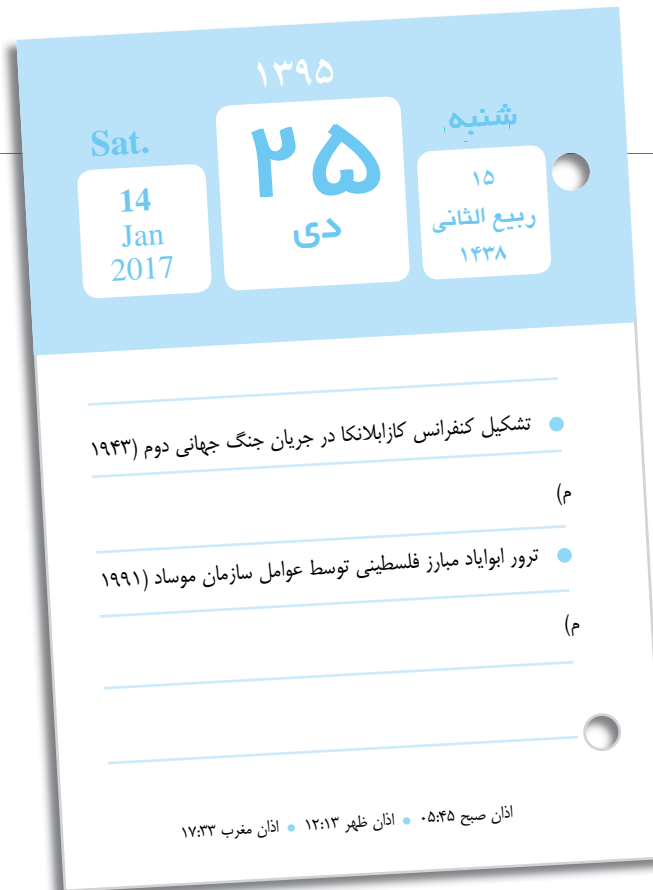 ۱۳۹۵
شنبه
۱۵
ربیع الثانی
۱۴۳۸
۲۵
دی
Sat.
14
Jan
2017
تشکیل کنفرانس کازابلانکا در جریان جنگ جهانی دوم (۱۹۴۳
م)
ترور ابوایاد مبارز فلسطینی توسط عوامل سازمان موساد (۱۹۹۱
م)
اذان صبح ۰۵:۴۵ • اذان ظهر ۱۲:۱۳ • اذان مغرب ۱۷:۳۳